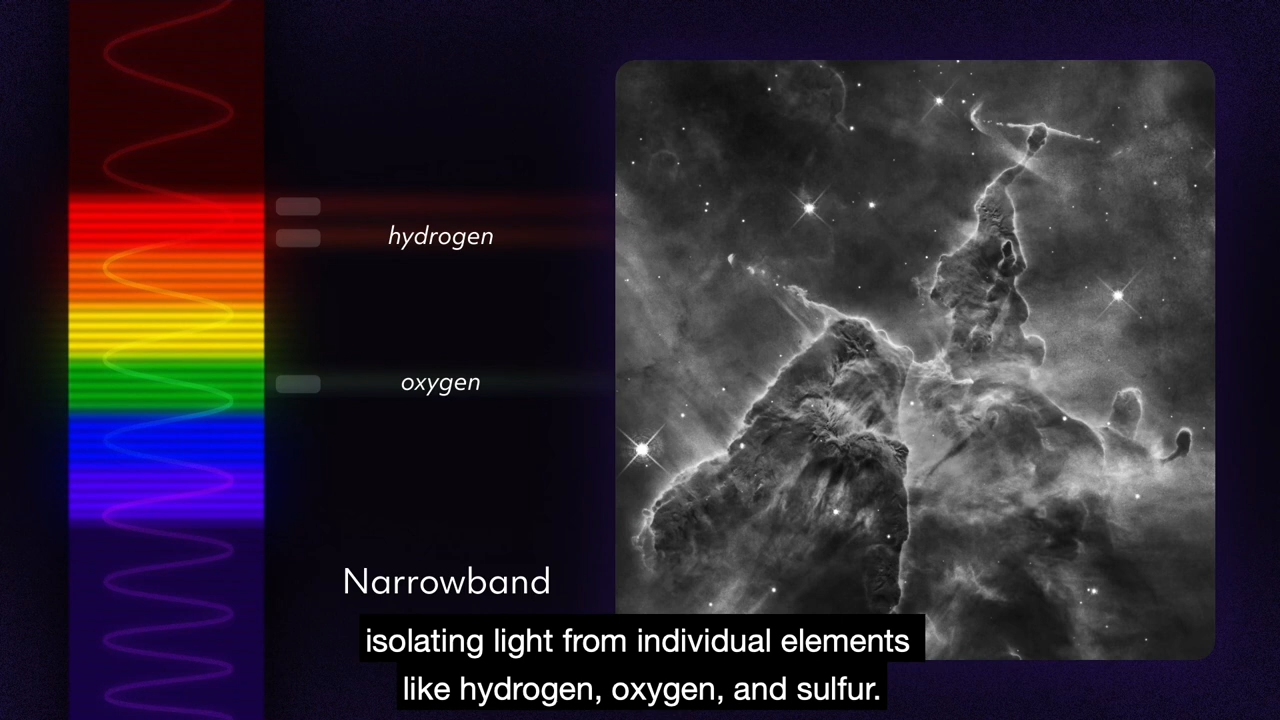 hydrogen
oxygen
Narrowband
isolating light from individual elements
like hydrogen, oxygen, and sulfur.